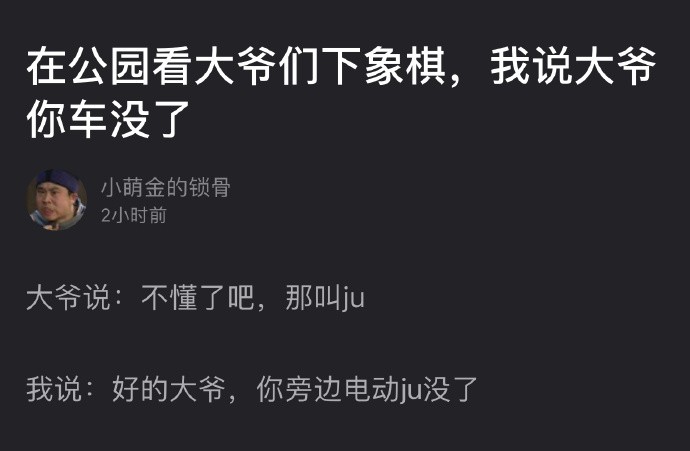 在公园看大爷们下象棋，我说大爷
你车没了
小萌金的锁骨
2小时前
大爷说：不懂了吧，那叫ju
我说：好的大爷，你旁边电动ju没了